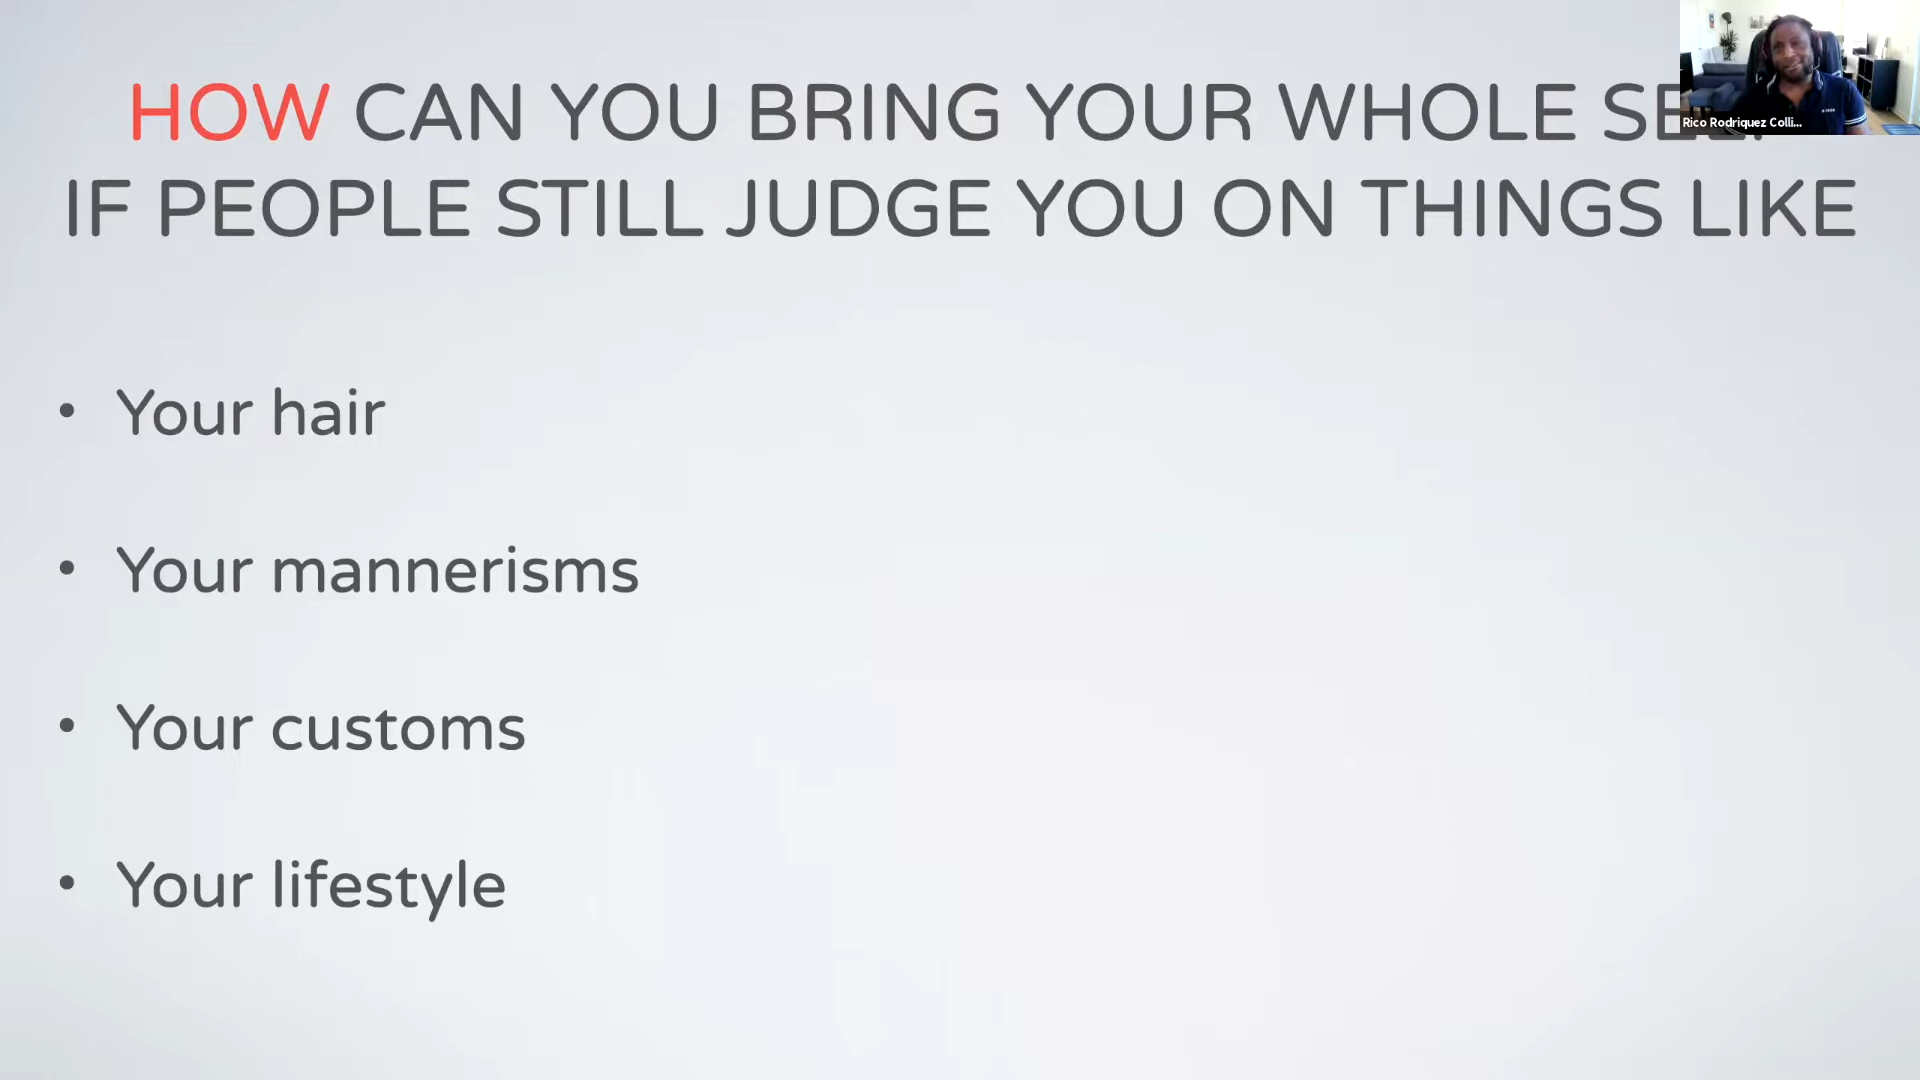 HOW CAN YOU BRING YOUR WHOLE
IF PEOPLE STILL JUDGE YOU ON THINGS LIKE
• Your hair
• Your mannerisms
• Your customs
• Your lifestyle
Rico Rodriquez Colli...